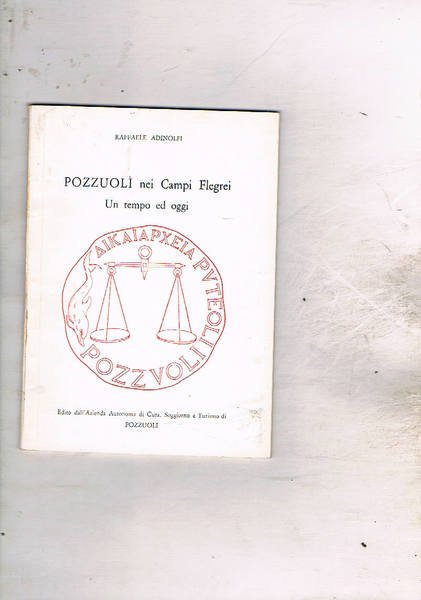 RAFFAELE ADINOLFI
POZZUOLI nei Campi Flegrei
Un tempo ed oggi
ΔΙΚΑΙΑΡΧΕΙΑ
PVTEOLI
POZZVOLI
Edito dall'Azienda Autonoma di Cura, Soggiorno e Turismo di
POZZUOLI